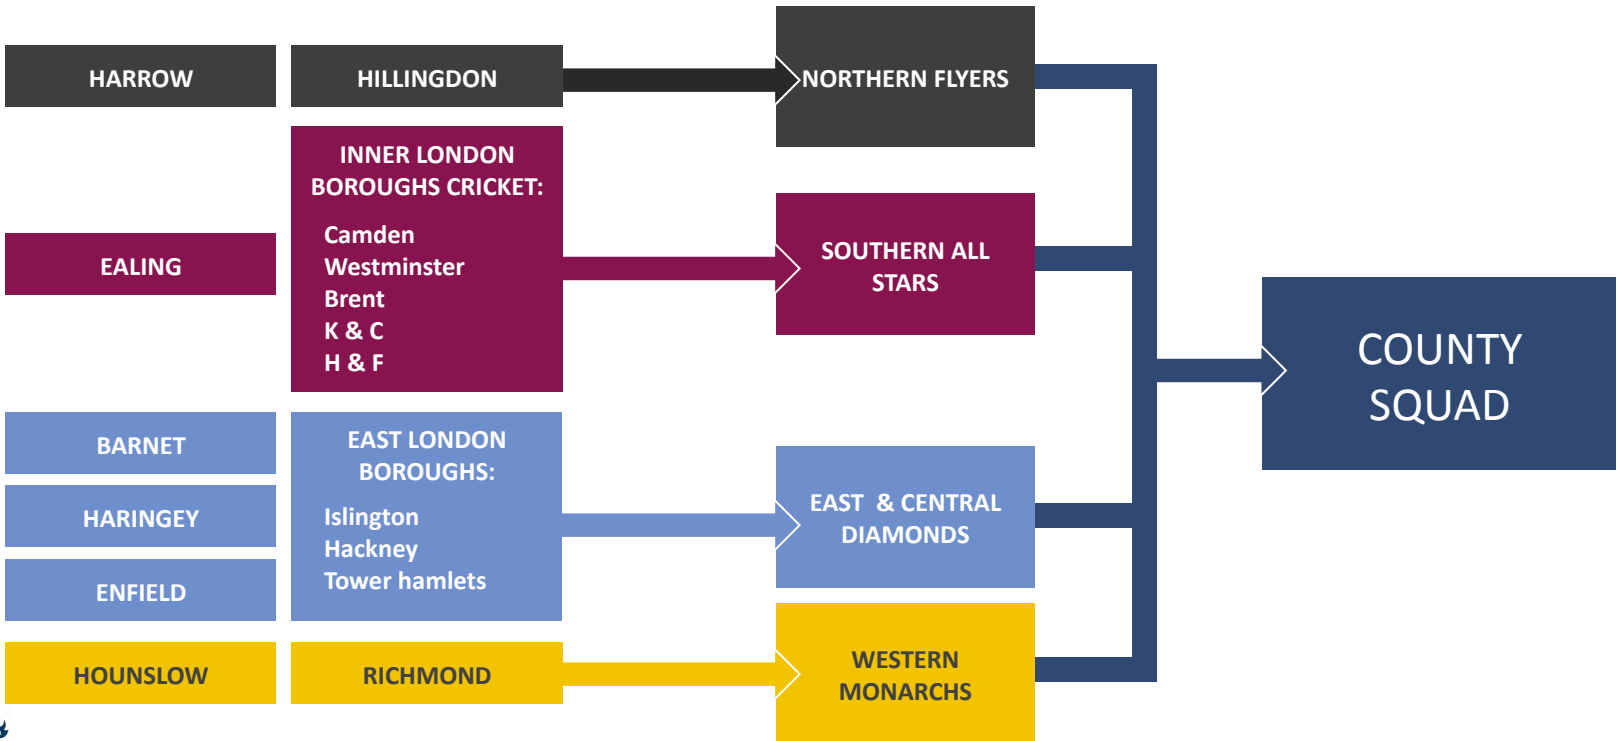 HARROW
HILLINGDON
NORTHERN FLYERS
INNER LONDON
BOROUGHS CRICKET:
Camden
Westminster
Brent
K & C
H & F
EALING
SOUTHERN ALL
STARS
COUNTY
SQUAD
BARNET
HARINGEY
ENFIELD
EAST LONDON
BOROUGHS:
Islington
Hackney
Tower hamlets
EAST & CENTRAL
DIAMONDS
HOUNSLOW
RICHMOND
WESTERN
MONARCHS